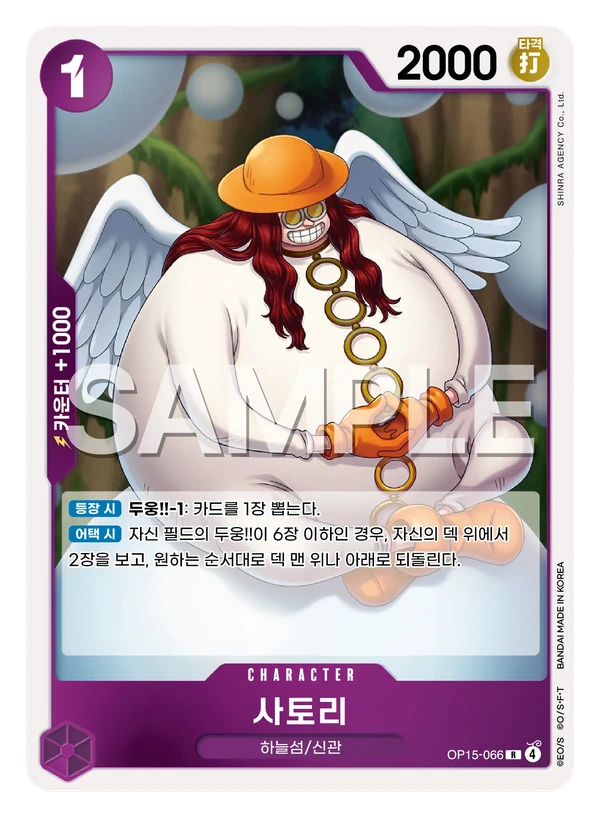 1
2000
타격
打
SHINRA AGENCY Co., Ltd.
카운터 +1000
SAMPLE
등장 시 두웅!!-1: 카드를 1장 뽑는다.
어택 시 자신 필드의 두웅!!이 6장 이하인 경우, 자신의 덱 위에서
2장을 보고, 원하는 순서대로 덱 맨 위나 아래로 되돌린다.
CHARACTER
사토리
하늘섬/신관
OP15-066 R 4
©E.O/S ©O/S·F·T BANDAI MADE IN KOREA